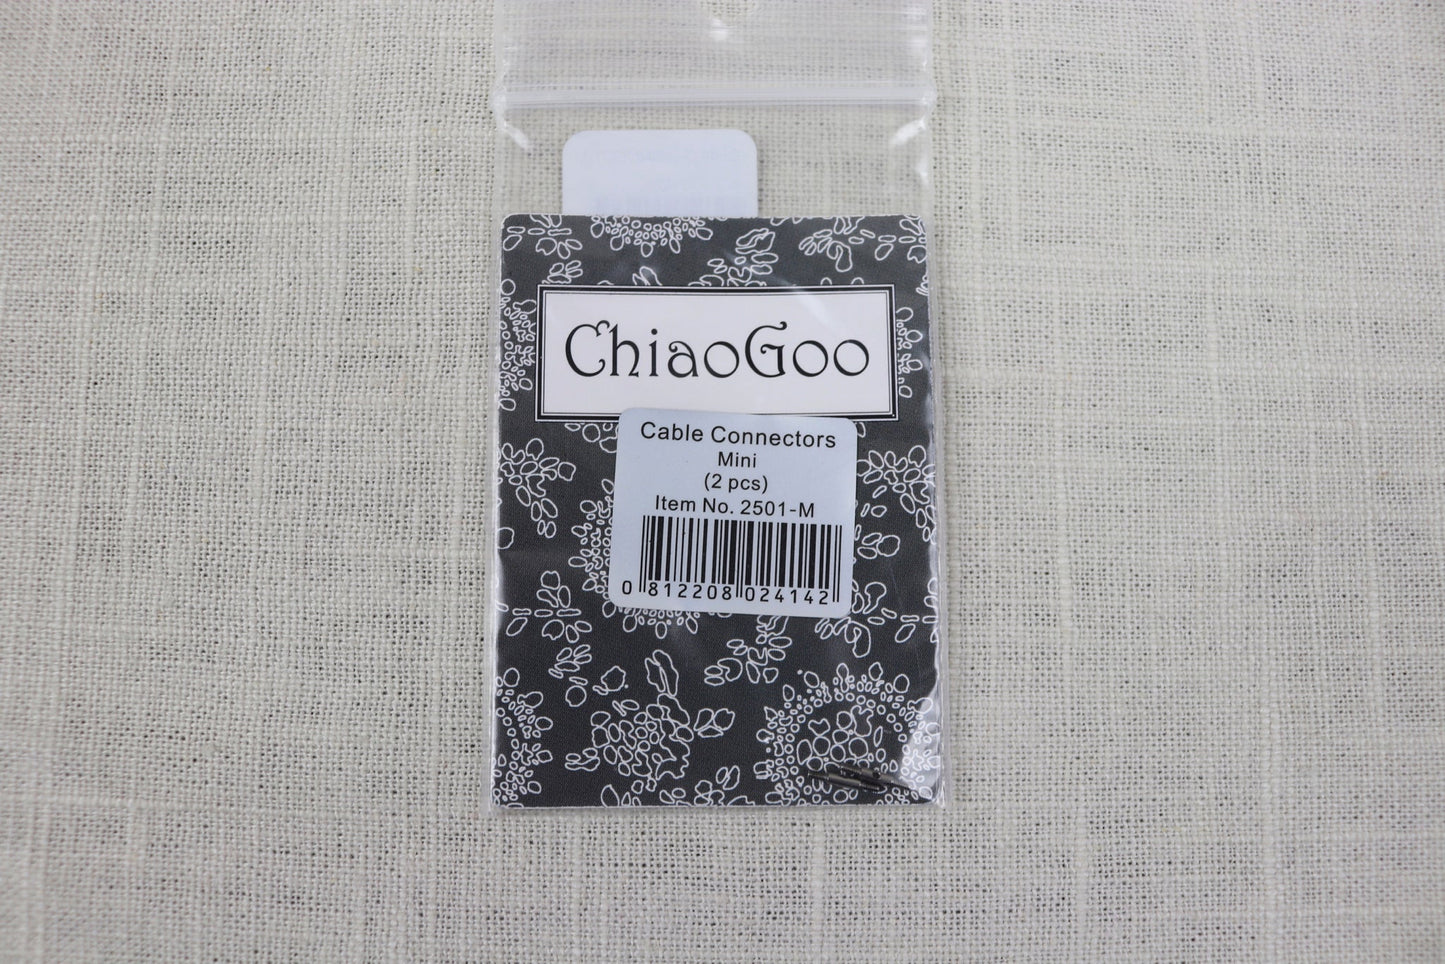 ChiaoGoo
Cable Connectors
Mini
(2 pcs)
Item No. 2501-M
0 812208 024142